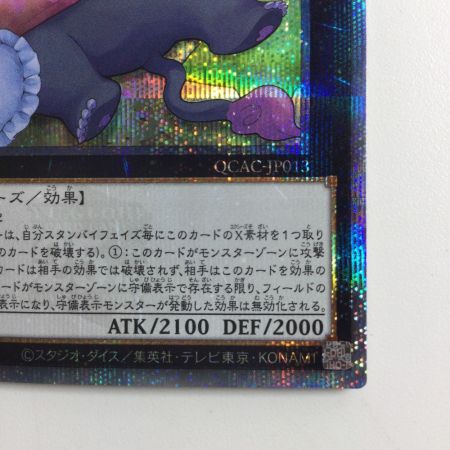 QCAC-JP013
ーズ／効果】
は、自分スタンバイフェイズ毎にこのカードのX素材を１つ取り
のカードを破壊する）。①：このカードがモンスターゾーンに攻撃
カードは相手の効果では破壊されず、相手はこのカードを効果の
ードがモンスターゾーンに守備表示で存在する限り、フィールドの
表示になり、守備表示モンスターが発動した効果は無効化される。
ATK/2100 DEF/2000
©スタジオ・ダイス／集英社・テレビ東京・KONAMI